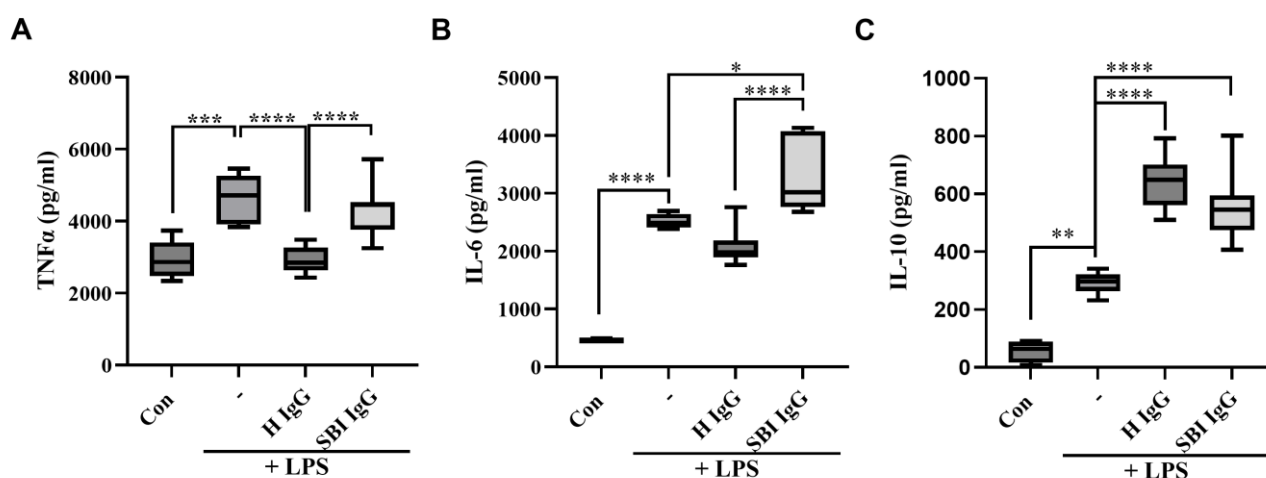 A
TNFα (pg/ml)
8000
6000
4000
2000
0
***
****
****
Con
-
H IgG
SBI IgG
+ LPS
B
IL-6 (pg/ml)
5000
4000
3000
2000
1000
0
*
****
****
Con
-
H IgG
SBI IgG
+ LPS
C
IL-10 (pg/ml)
1000
800
600
400
200
0
****
****
**
Con
-
H IgG
SBI IgG
+ LPS